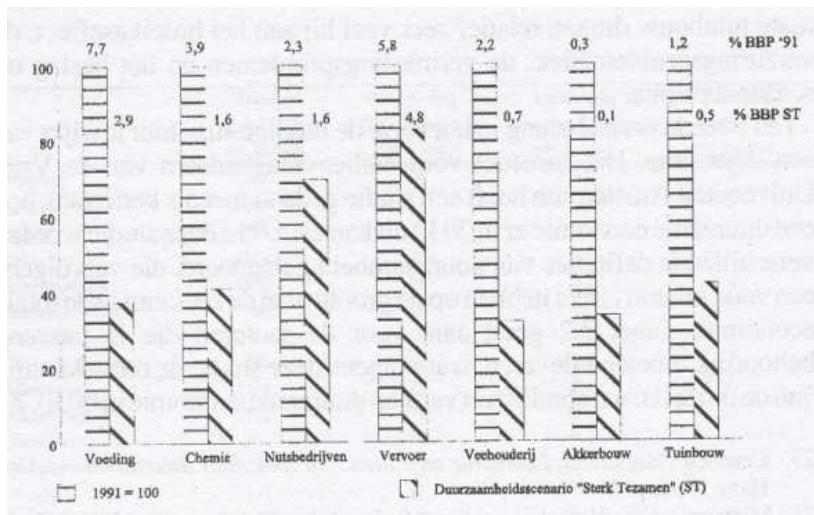 7,7 3,9 2,3 5,8 2,2 0,3 1,2 % BBP '91
100
2,9 1,6 1,6 4,8 0,7 0,1 0,5 % BBP ST
80
60
40
20
0
Voeding Chemie Nutsbedrijven Vervoer Veehouderij Akkerbouw Tuinbouw
1991 = 100 Duurzaamheidsscenario "Sterk Tezamen" (ST)